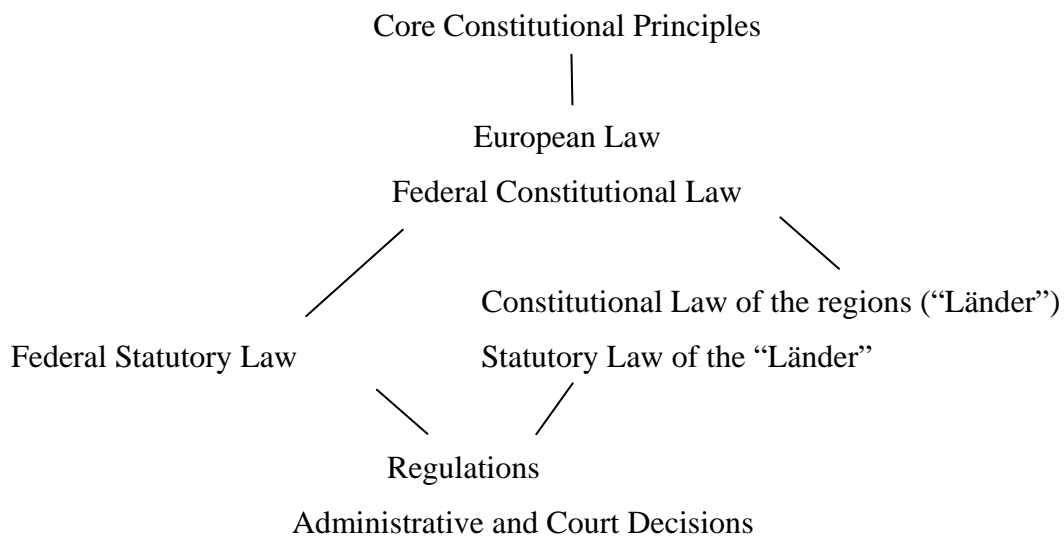 Core Constitutional Principles
European Law
Federal Constitutional Law
Constitutional Law of the regions (“Länder”)
Federal Statutory Law
Statutory Law of the “Länder”
Regulations
Administrative and Court Decisions